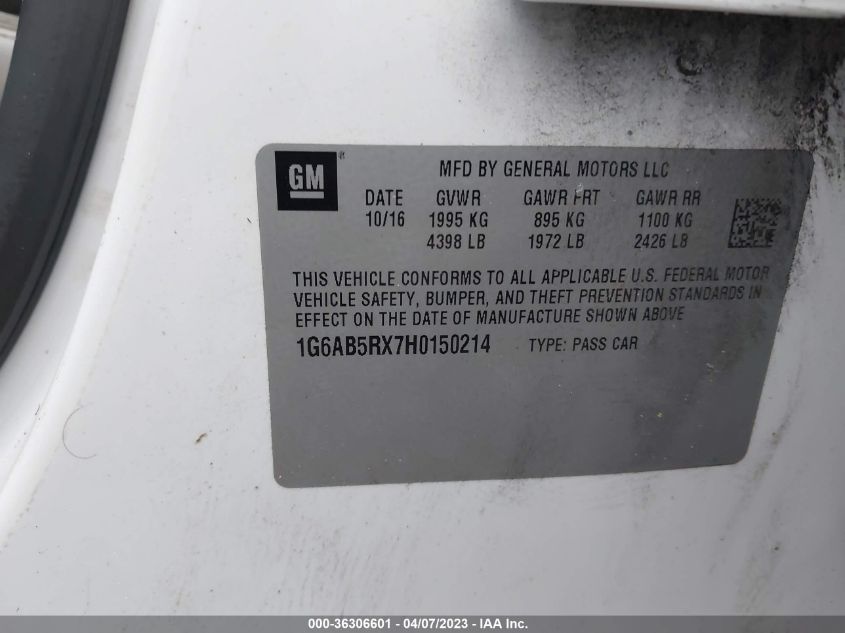 GM®
MFD BY GENERAL MOTORS LLC
DATE GVWR GAWR FRT GAWR RR
10/16 1995 KG 895 KG 1100 KG
4398 LB 1972 LB 2426 LB
THIS VEHICLE CONFORMS TO ALL APPLICABLE U.S. FEDERAL MOTOR
VEHICLE SAFETY, BUMPER, AND THEFT PREVENTION STANDARDS IN
EFFECT ON THE DATE OF MANUFACTURE SHOWN ABOVE
1G6AB5RX7H0150214 TYPE: PASS CAR
000-36306601 - 04/07/2023 - IAA Inc.